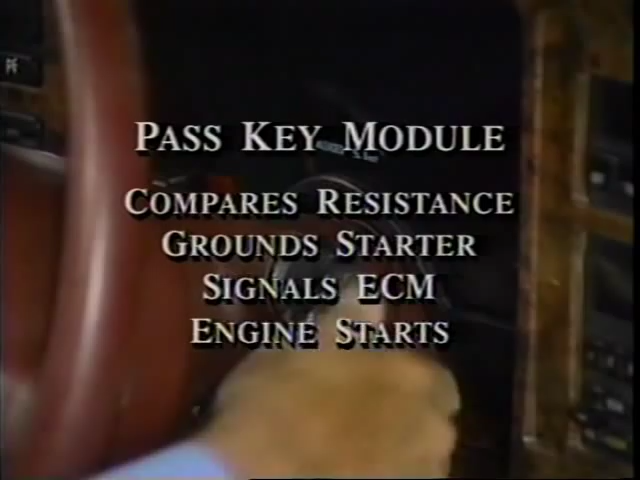 PASS KEY MODULE
COMPARES RESISTANCE
GROUNDS STARTER
SIGNALS ECM
ENGINE STARTS